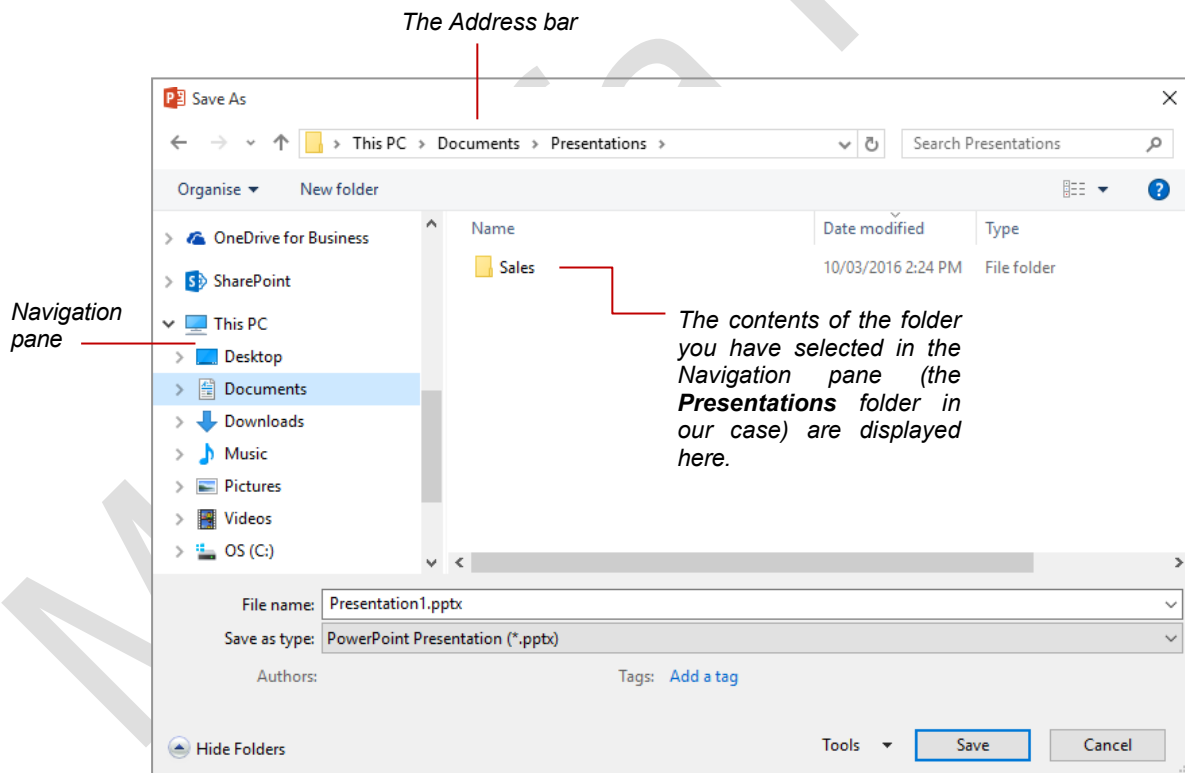 The Address bar
Save As
This PC > Documents > Presentations >
Search Presentations
Organise
New folder
OneDrive for Business
SharePoint
This PC
Desktop
Documents
Downloads
Music
Pictures
Videos
OS (C:)
Navigation
pane
Name
Date modified
Type
Sales
10/03/2016 2:24 PM
File folder
The contents of the folder
you have selected in the
Navigation pane (the
Presentations folder in
our case) are displayed
here.
File name: Presentation1.pptx
Save as type: PowerPoint Presentation (*.pptx)
Authors:
Tags: Add a tag
Hide Folders
Tools
Save
Cancel